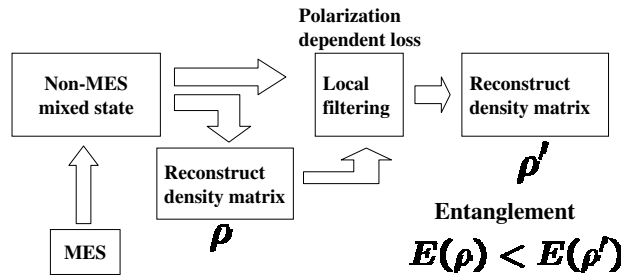 Polarization
dependent loss
Non-MES
mixed state
Local
filtering
Reconstruct
density matrix
ρ′
Reconstruct
density matrix
ρ
MES
Entanglement
E(ρ) < E(ρ′)